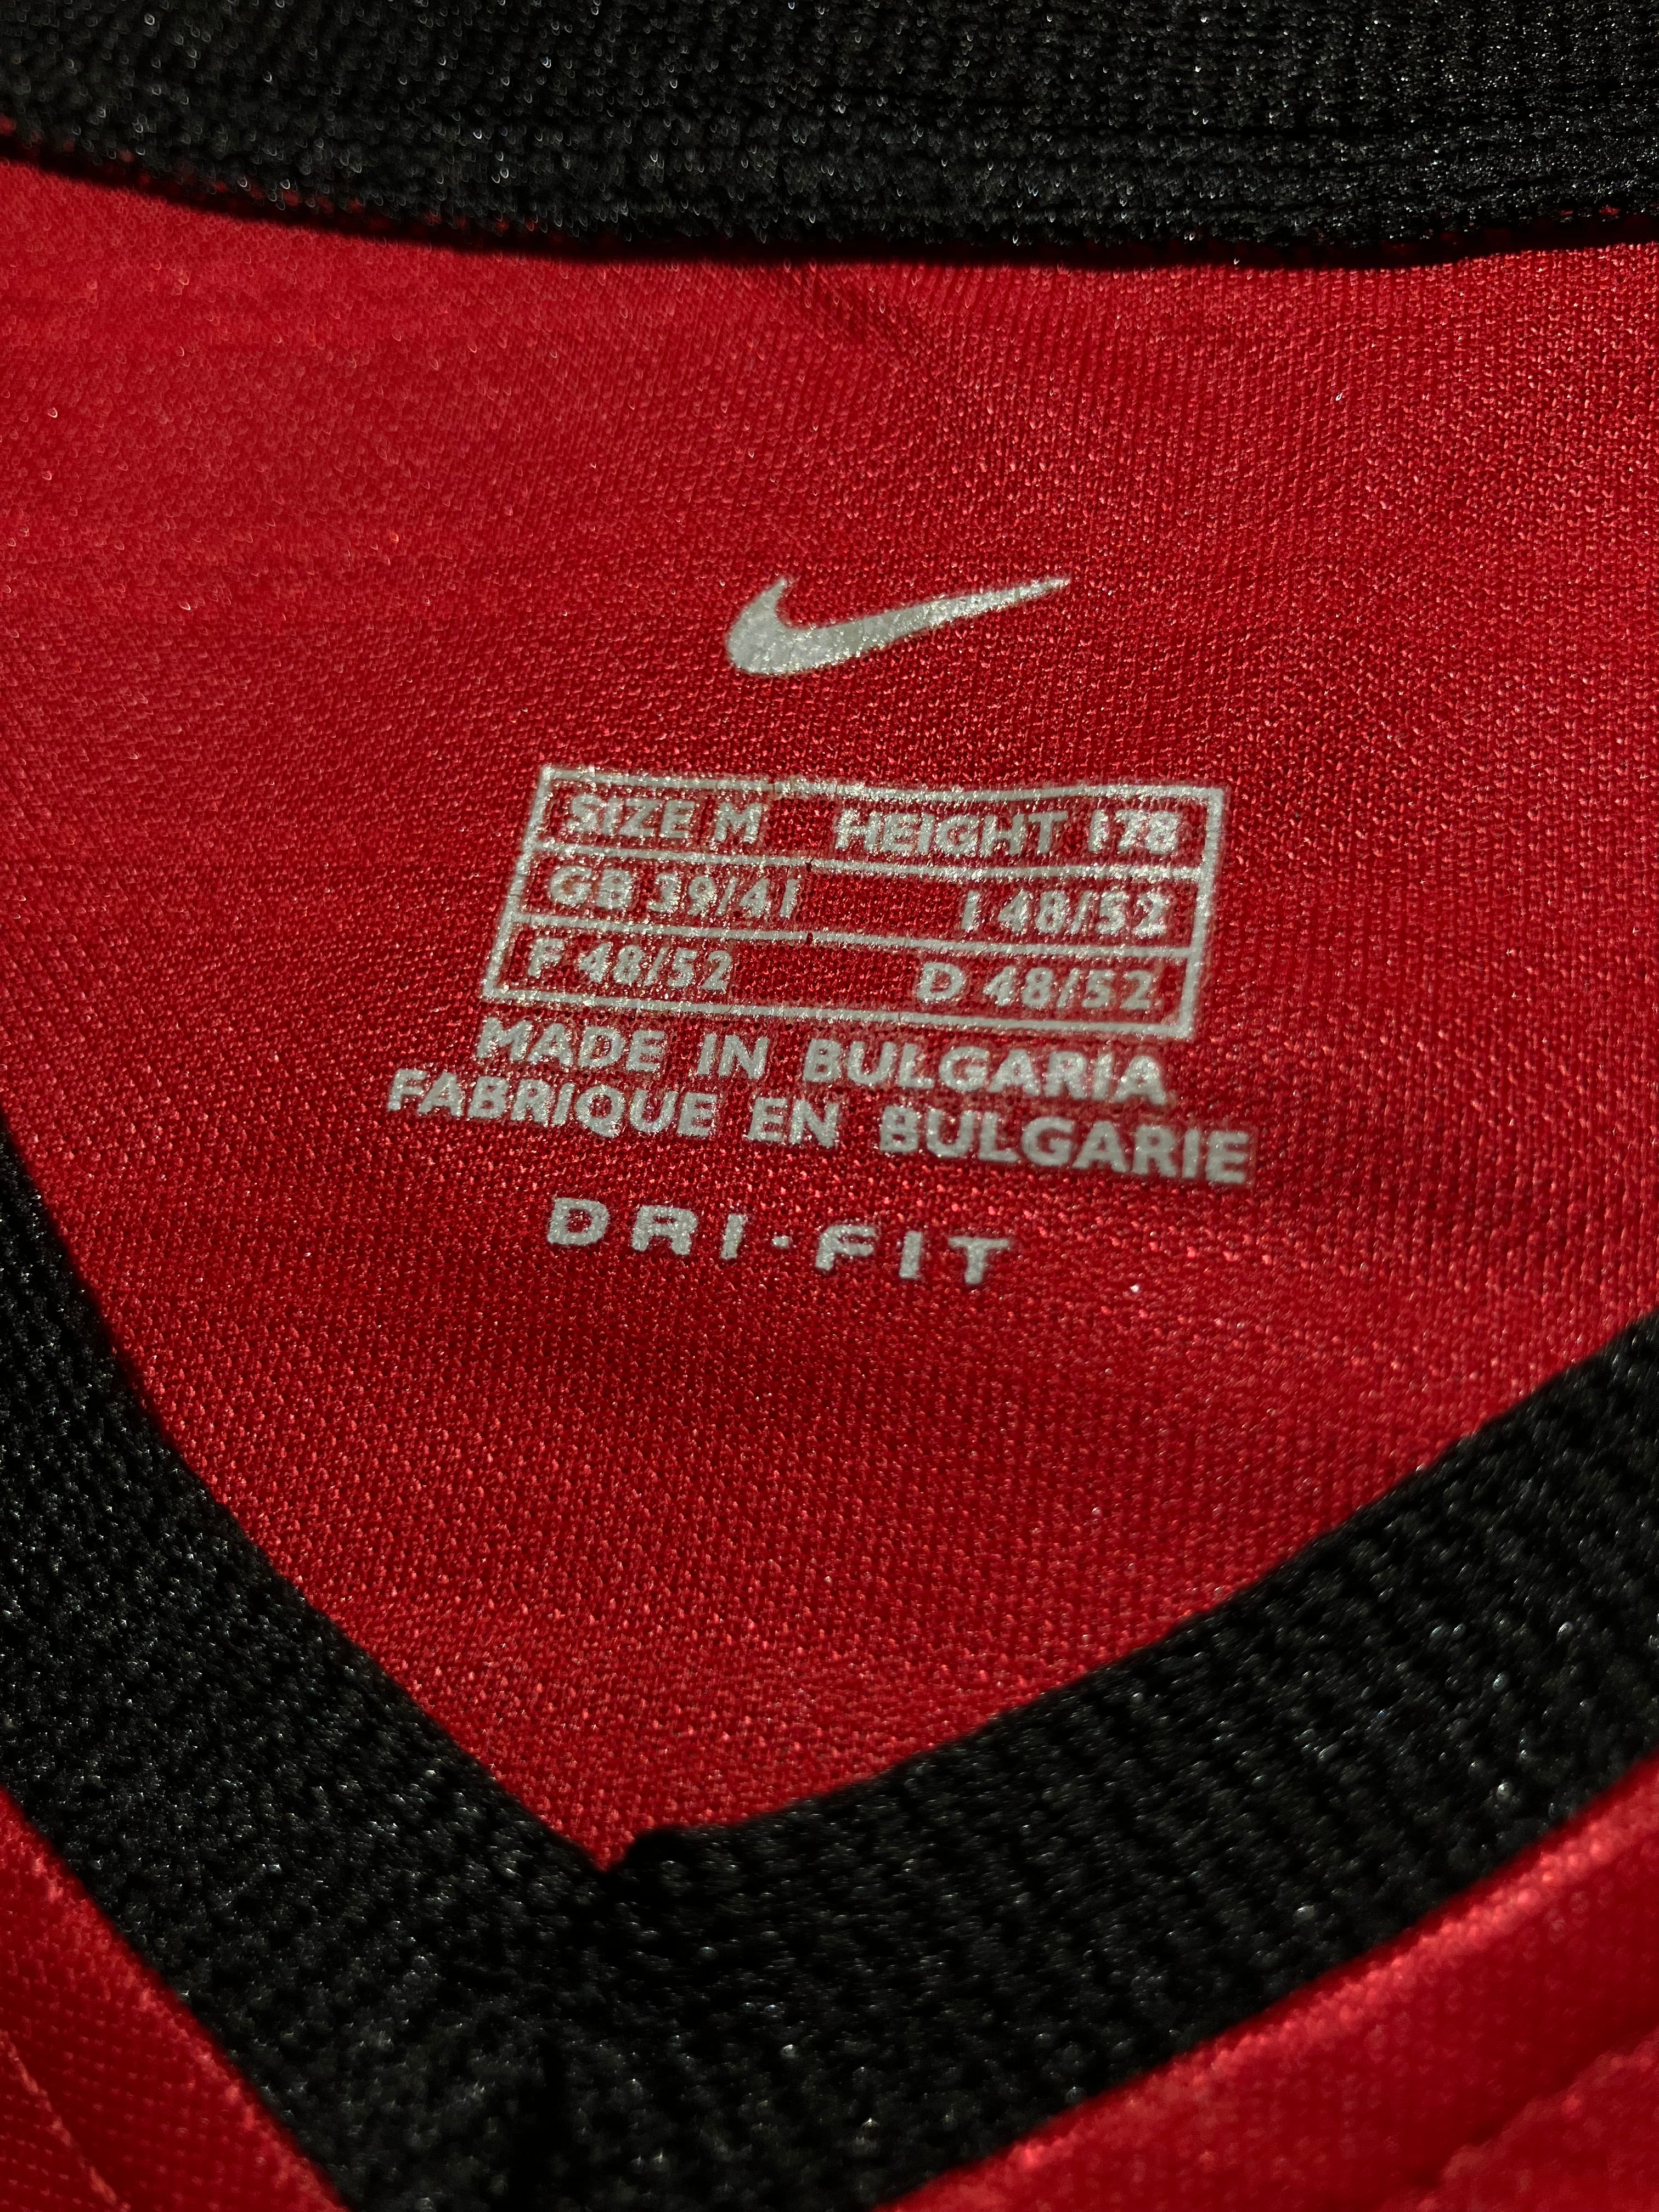 SIZE M HEIGHT 178
GB 39/41 I 48/52
F 48/52 D 48/52
MADE IN BULGARIA
FABRIQUE EN BULGARIE
DRI-FIT